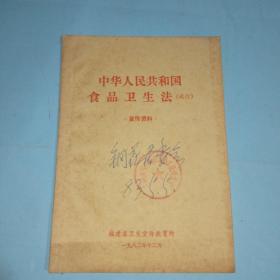 中华人民共和国
食品卫生法（试行）
宣传资料
福建省卫生宣传教育所
一九八二年十二月